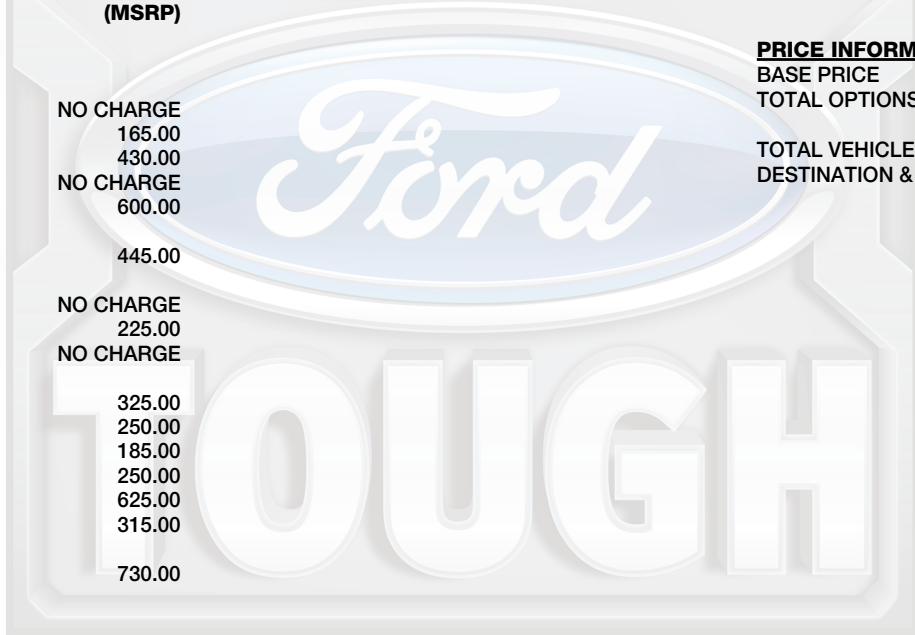 (MSRP)
NO CHARGE
165.00
430.00
NO CHARGE
600.00
445.00
NO CHARGE
225.00
NO CHARGE
325.00
250.00
185.00
250.00
625.00
315.00
730.00
PRICE INFORM
BASE PRICE
TOTAL OPTIONS
TOTAL VEHICLE
DESTINATION &
Ford
TOUGH